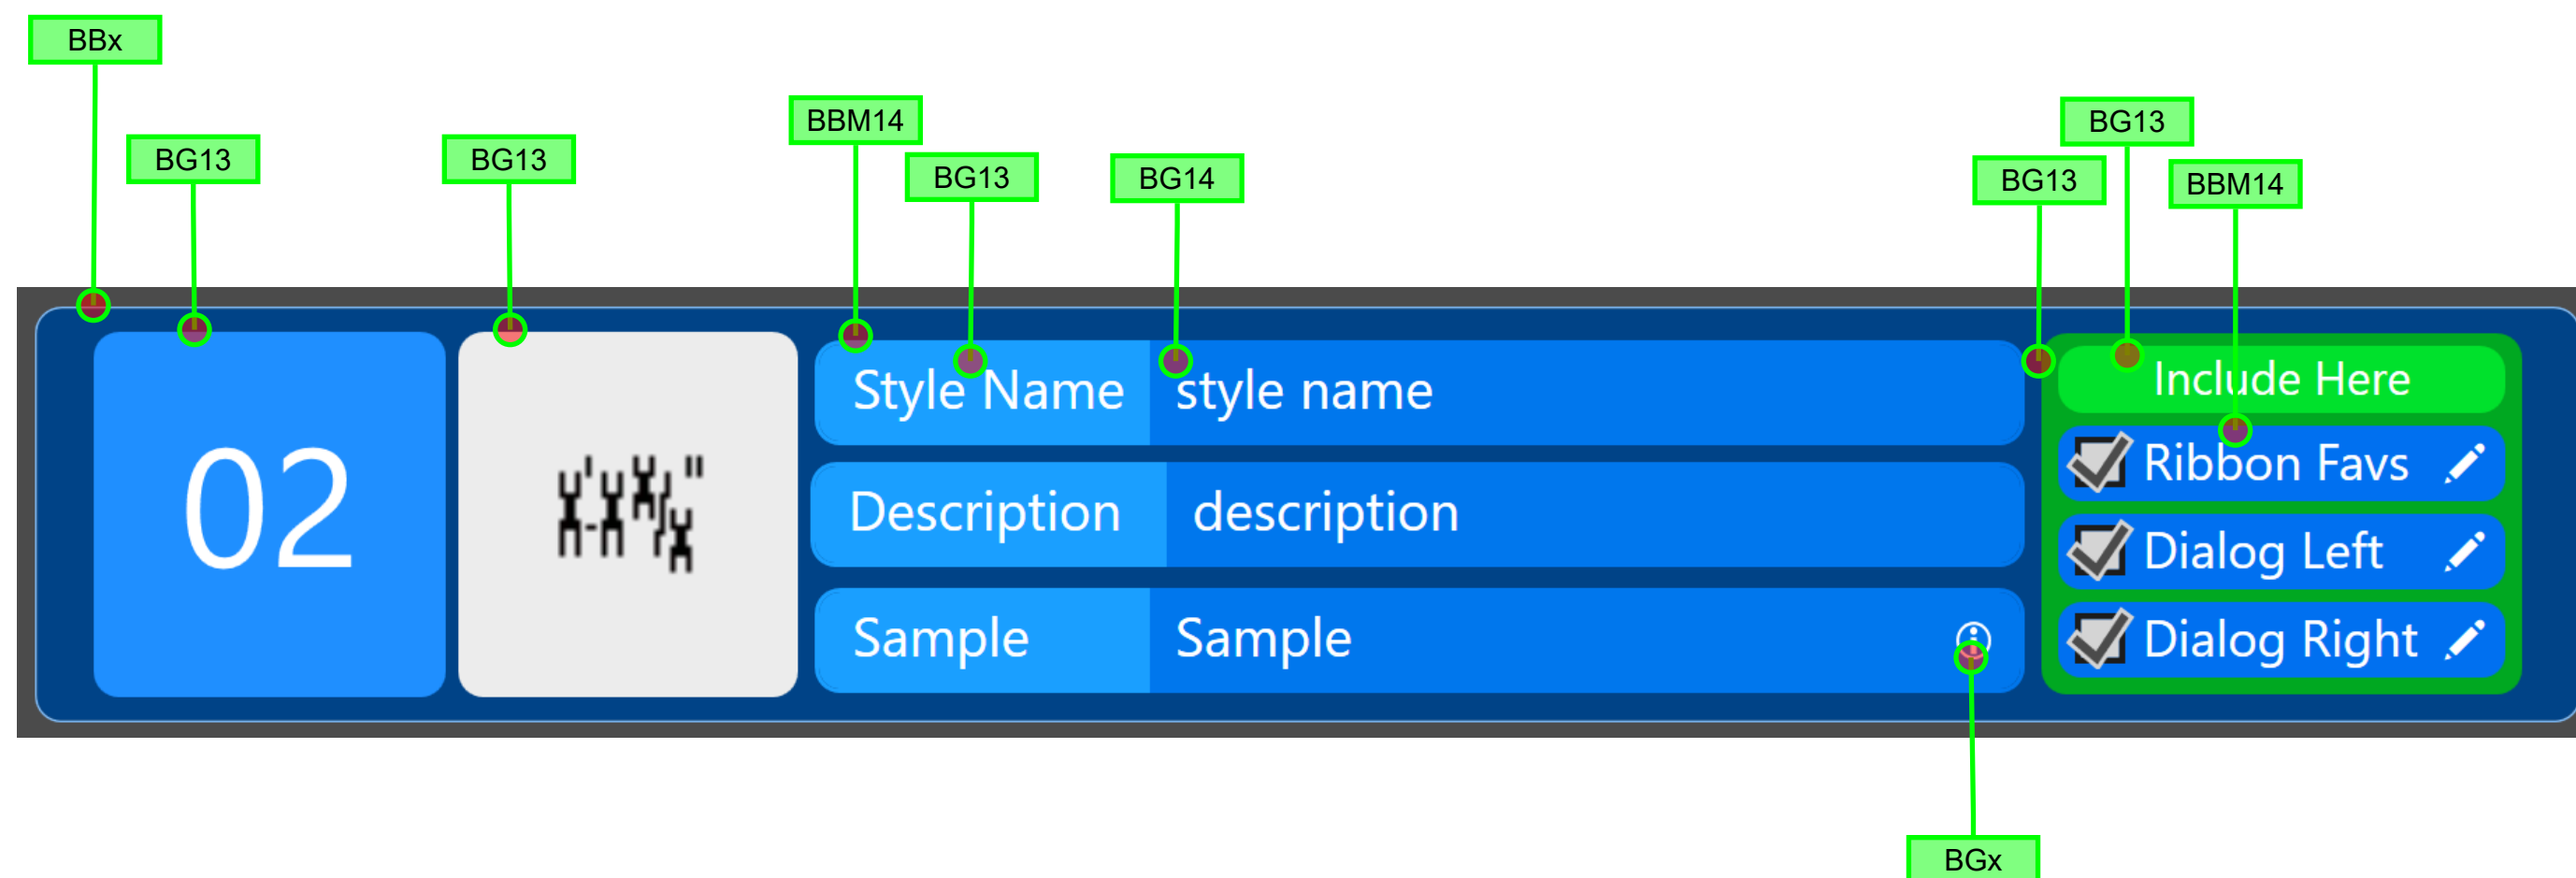 BBx
BBM14
BG13
BG13
BG13
BG13
BG14
BG13
BBM14
02
X'-XX/X"
Style Name
style name
Include Here
Ribbon Favs
Description
description
Dialog Left
Sample
Sample
Dialog Right
BGx